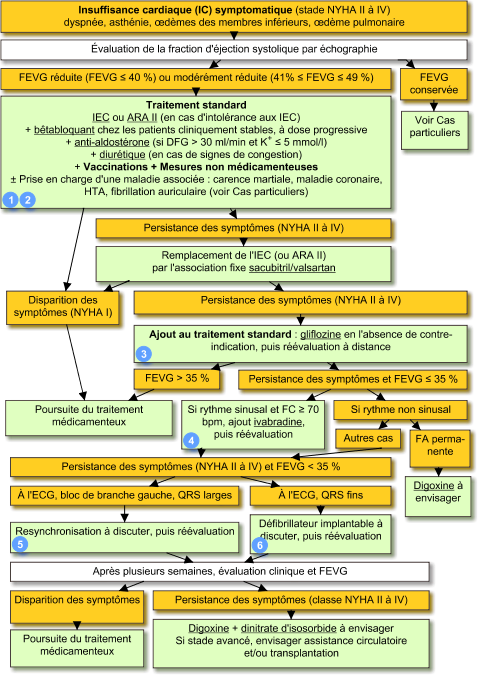 Insuffisance cardiaque (IC) symptomatique (stade NYHA II à IV)
dyspnée, asthénie, œdèmes des membres inférieurs, œdème pulmonaire
Évaluation de la fraction d'éjection systolique par échographie
FEVG réduite (FEVG ≤ 40 %) ou modérément réduite (41% ≤ FEVG ≤ 49 %)
FEVG
conservée
Traitement standard
IEC ou ARA II (en cas d'intolérance aux IEC)
+ bêtabloquant chez les patients cliniquement stables, à dose progressive
+ anti-aldostérone (si DFG > 30 ml/min et K+ ≤ 5 mmol/l)
+ diurétique (en cas de signes de congestion)
+ Vaccinations + Mesures non médicamenteuses
± Prise en charge d'une maladie associée : carence martiale, maladie coronaire,
HTA, fibrillation auriculaire (voir Cas particuliers)
1 2
Voir Cas
particuliers
Persistance des symptômes (NYHA II à IV)
Remplacement de l'IEC (ou ARA II)
par l'association fixe sacubitril/valsartan
Disparition des
symptômes (NYHA I)
Persistance des symptômes (NYHA II à IV)
Ajout au traitement standard : gliflozine en l'absence de contre-
indication, puis réévaluation à distance
3
FEVG > 35 %
Persistance des symptômes et FEVG ≤ 35 %
Poursuite du traitement
médicamenteux
Si rythme sinusal et FC ≥ 70
bpm, ajout ivabradine,
puis réévaluation
4
Si rythme non sinusal
Autres cas
FA perma-
nente
Digoxine à
envisager
Persistance des symptômes (NYHA II à IV) et FEVG < 35 %
À l'ECG, bloc de branche gauche, QRS larges
À l'ECG, QRS fins
Resynchronisation à discuter, puis réévaluation
5
Défibrillateur implantable à
discuter, puis réévaluation
6
Après plusieurs semaines, évaluation clinique et FEVG
Disparition des symptômes
Persistance des symptômes (classe NYHA II à IV)
Poursuite du traitement
médicamenteux
Digoxine + dinitrate d'isosorbide à envisager
Si stade avancé, envisager assistance circulatoire
et/ou transplantation